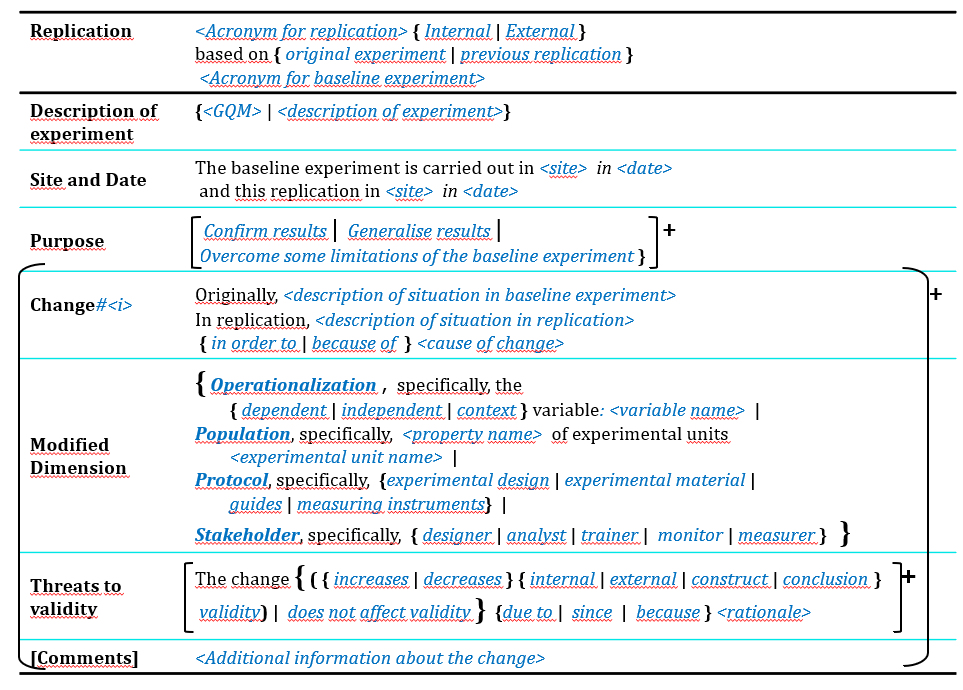 Replication <Acronym for replication> { Internal | External }
based on { original experiment | previous replication }
<Acronym for baseline experiment>
Description of experiment {<GQM> | <description of experiment>}
Site and Date The baseline experiment is carried out in <site> in <date>
and this replication in <site> in <date>
Purpose [ Confirm results | Generalise results |
Overcome some limitations of the baseline experiment } ] +
Change#<i> Originally, <description of situation in baseline experiment>
In replication, <description of situation in replication>
{ in order to | because of } <cause of change>
+
Modified Dimension { Operationalization , specifically, the
{ dependent | independent | context } variable: <variable name> |
Population, specifically, <property name> of experimental units
<experimental unit name> |
Protocol, specifically, {experimental design | experimental material |
guides | measuring instruments} |
Stakeholder, specifically, { designer | analyst | trainer | monitor | measurer } }
Threats to validity [ The change { ( { increases | decreases } { internal | external | construct | conclusion }
validity) | does not affect validity } {due to | since | because } <rationale> ] +
[Comments] <Additional information about the change>